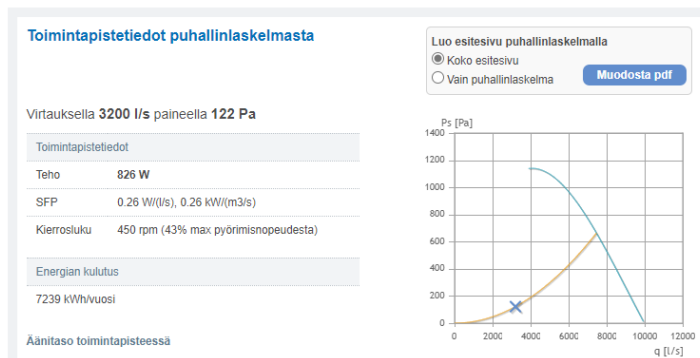 Toimintapistetiedot puhallinlaskelmasta
Luo esitesivu puhallinlaskelmalla
Koko esitesivu
Vain puhallinlaskelma
Muodosta pdf
Virtauksella 3200 l/s paineella 122 Pa
Toimintapistetiedot
Teho 826 W
SFP 0.26 W/(l/s), 0.26 kW/(m3/s)
Kierrosluku 450 rpm (43% max pyörimisnopeudesta)
Energian kulutus
7239 kWh/vuosi
Äänitaso toimintapisteessä
Ps [Pa]
1400
1200
1000
800
600
400
200
0
0 2000 4000 6000 8000 10000 12000
q [l/s]